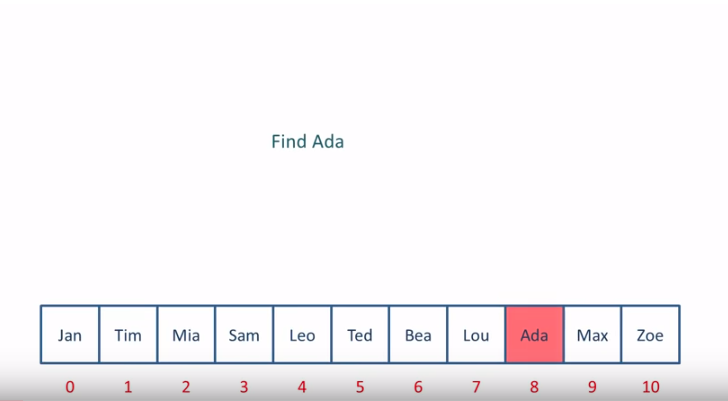 Find Ada
Jan Tim Mia Sam Leo Ted Bea Lou Ada Max Zoe
0 1 2 3 4 5 6 7 8 9 10